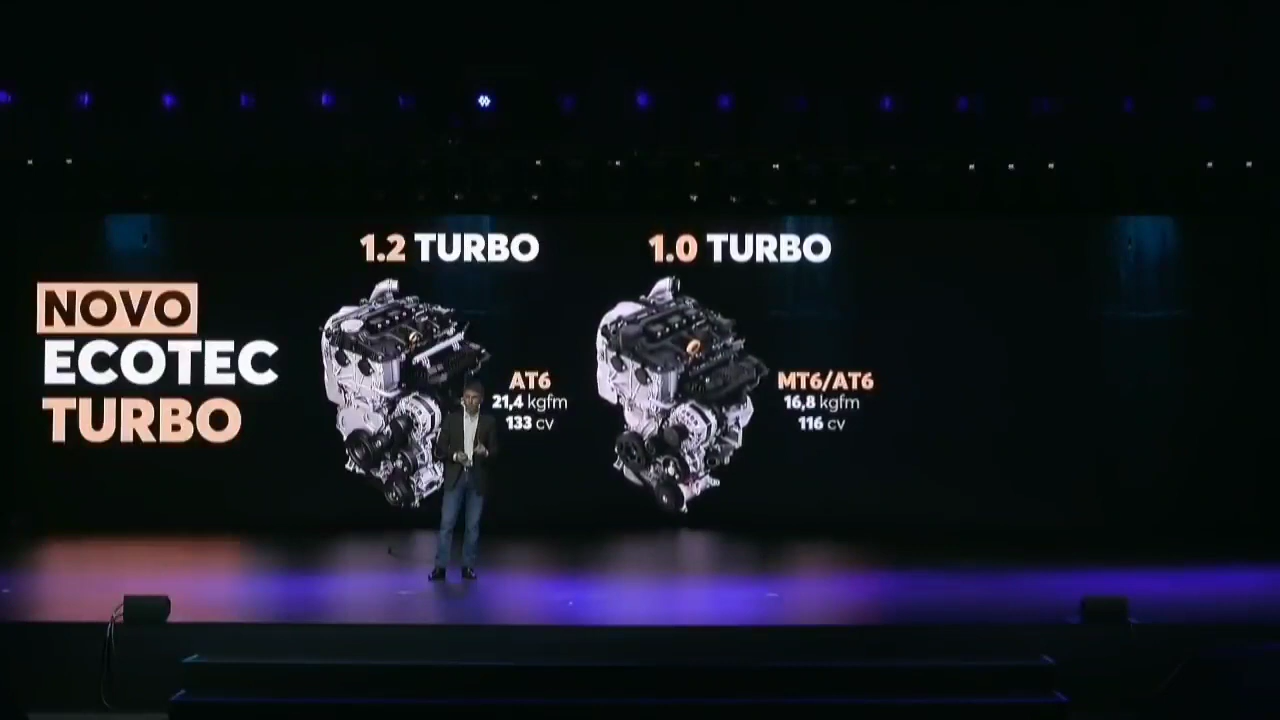 NOVO
ECOTEC
TURBO
1.2 TURBO
AT6
21,4 kgfm
133 cv
1.0 TURBO
MT6/AT6
16,8 kgfm
116 cv